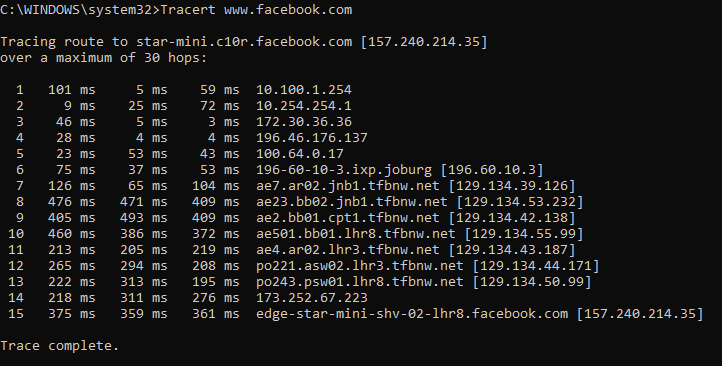 C:\WINDOWS\system32>Tracert www.facebook.com
Tracing route to star-mini.c10r.facebook.com [157.240.214.35]
over a maximum of 30 hops:
1 101 ms 5 ms 59 ms 10.100.1.254
2 9 ms 25 ms 72 ms 10.254.254.1
3 46 ms 5 ms 3 ms 172.30.36.36
4 28 ms 4 ms 4 ms 196.46.176.137
5 23 ms 53 ms 43 ms 100.64.0.17
6 75 ms 37 ms 53 ms 196-60-10-3.ixp.joburg [196.60.10.3]
7 126 ms 65 ms 104 ms ae7.ar02.jnb1.tfbnw.net [129.134.39.126]
8 476 ms 471 ms 409 ms ae23.bb02.jnb1.tfbnw.net [129.134.53.232]
9 405 ms 493 ms 409 ms ae2.bb01.cpt1.tfbnw.net [129.134.42.138]
10 460 ms 386 ms 372 ms ae501.bb01.lhr8.tfbnw.net [129.134.55.99]
11 213 ms 205 ms 219 ms ae4.ar02.lhr3.tfbnw.net [129.134.43.187]
12 265 ms 294 ms 208 ms po221.asw02.lhr3.tfbnw.net [129.134.44.171]
13 222 ms 313 ms 195 ms po243.psw01.lhr8.tfbnw.net [129.134.50.99]
14 218 ms 311 ms 276 ms 173.252.67.223
15 375 ms 359 ms 361 ms edge-star-mini-shv-02-lhr8.facebook.com [157.240.214.35]
Trace complete.